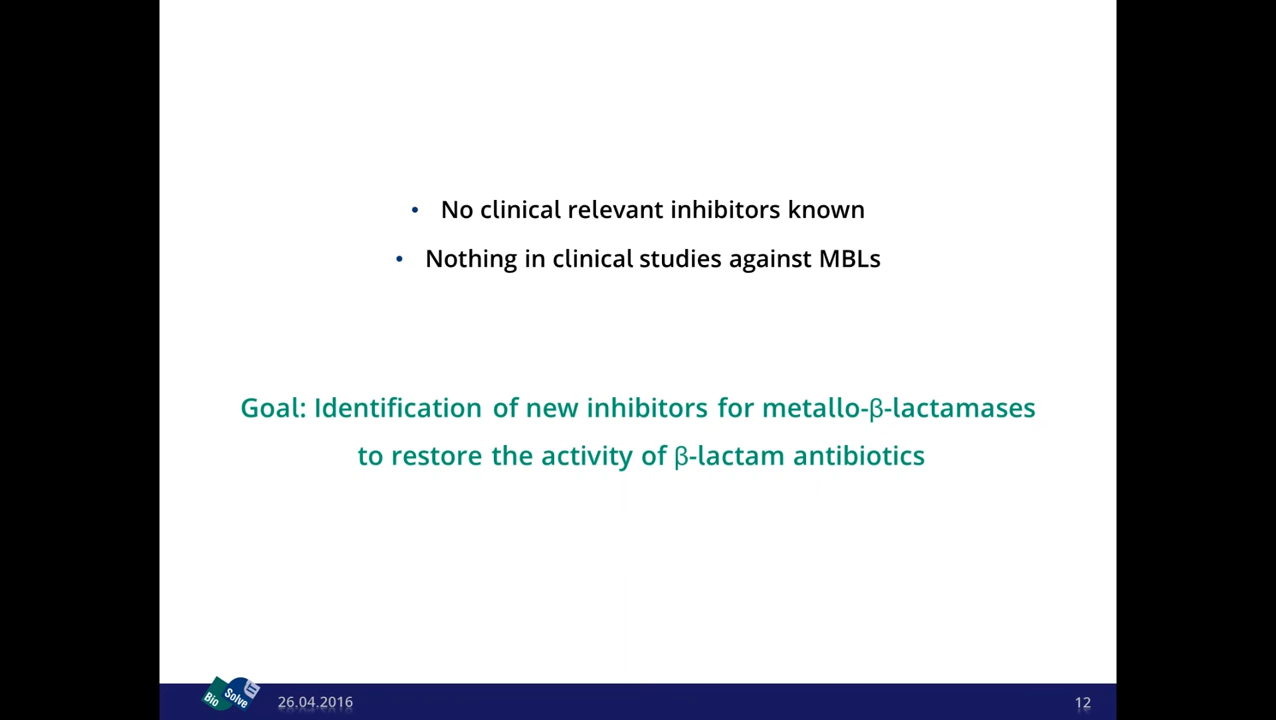 • No clinical relevant inhibitors known
• Nothing in clinical studies against MBLs
Goal: Identification of new inhibitors for metallo-β-lactamases
to restore the activity of β-lactam antibiotics
Bio Solve
26.04.2016
12